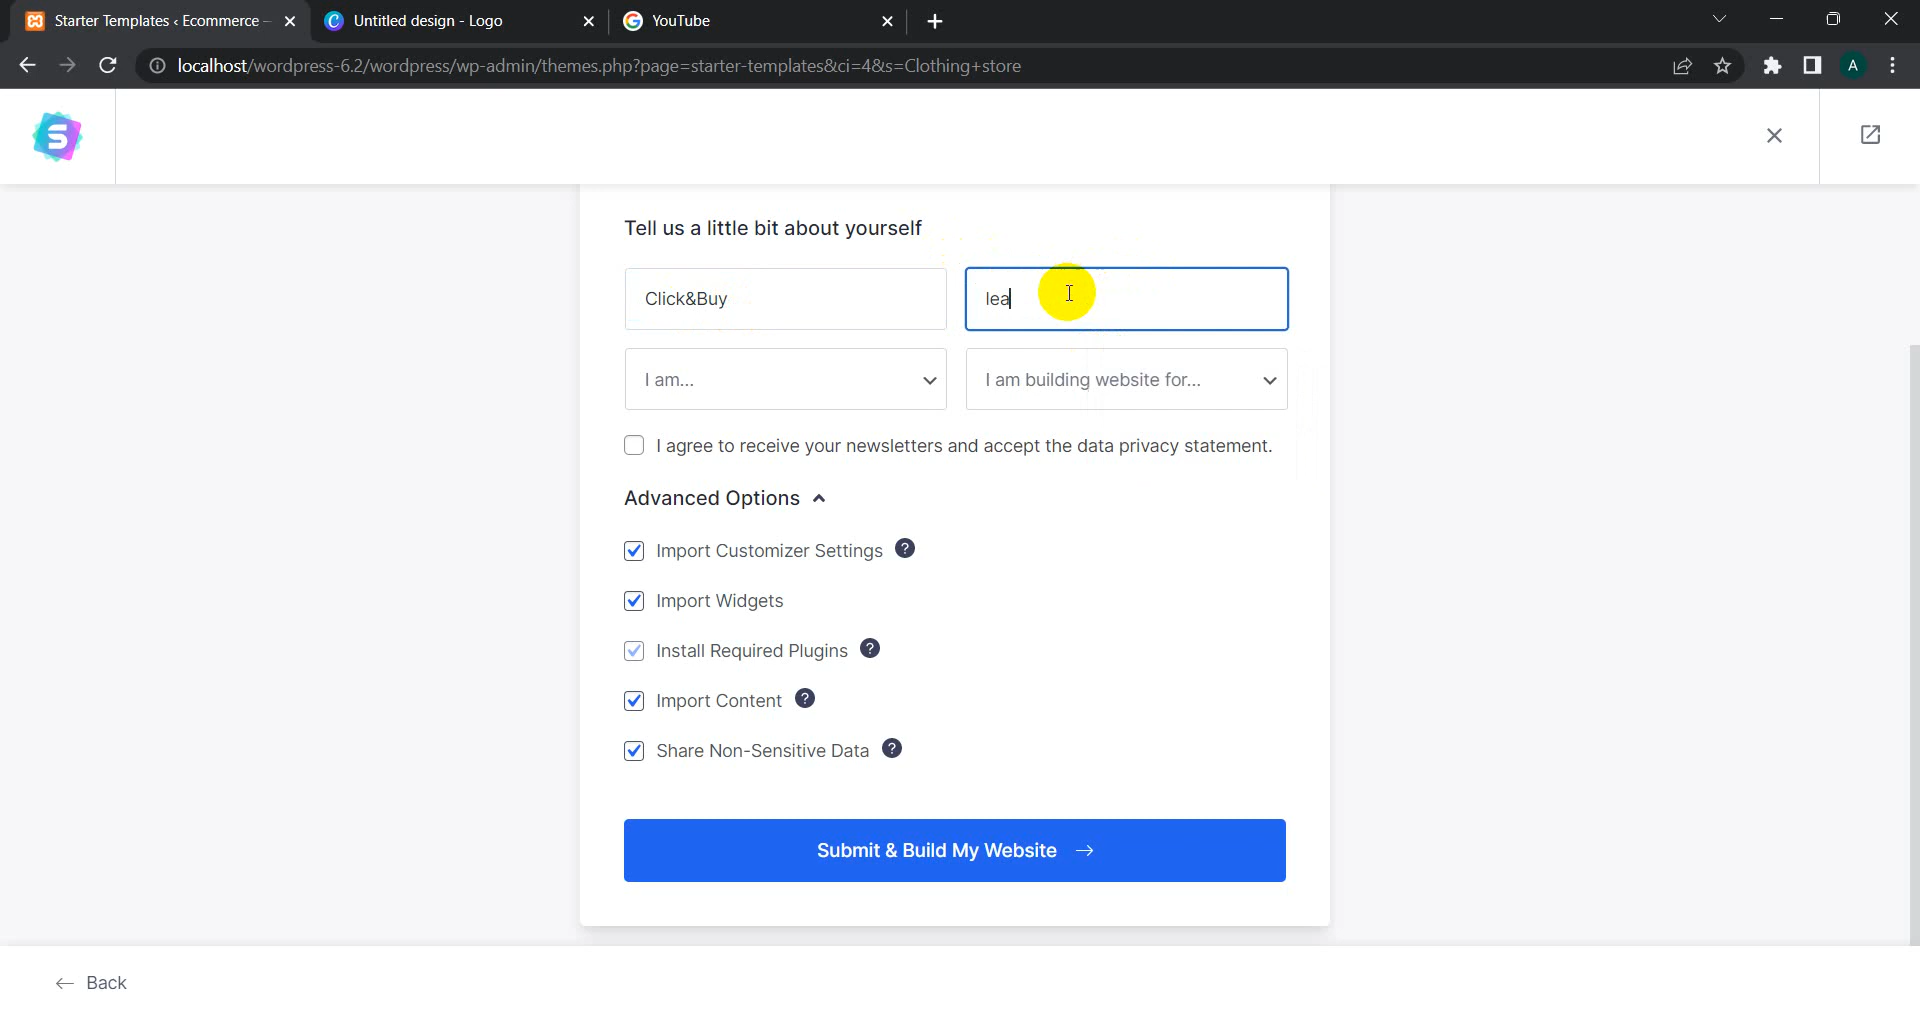 Starter Templates ‹ Ecommerce –
Untitled design - Logo
YouTube
localhost/wordpress-6.2/wordpress/wp-admin/themes.php?page=starter-templates&ci=4&s=Clothing+store
A
Tell us a little bit about yourself
Click&Buy
lea
I am...
I am building website for...
I agree to receive your newsletters and accept the data privacy statement.
Advanced Options
Import Customizer Settings ?
Import Widgets
Install Required Plugins ?
Import Content ?
Share Non-Sensitive Data ?
Submit & Build My Website →
← Back